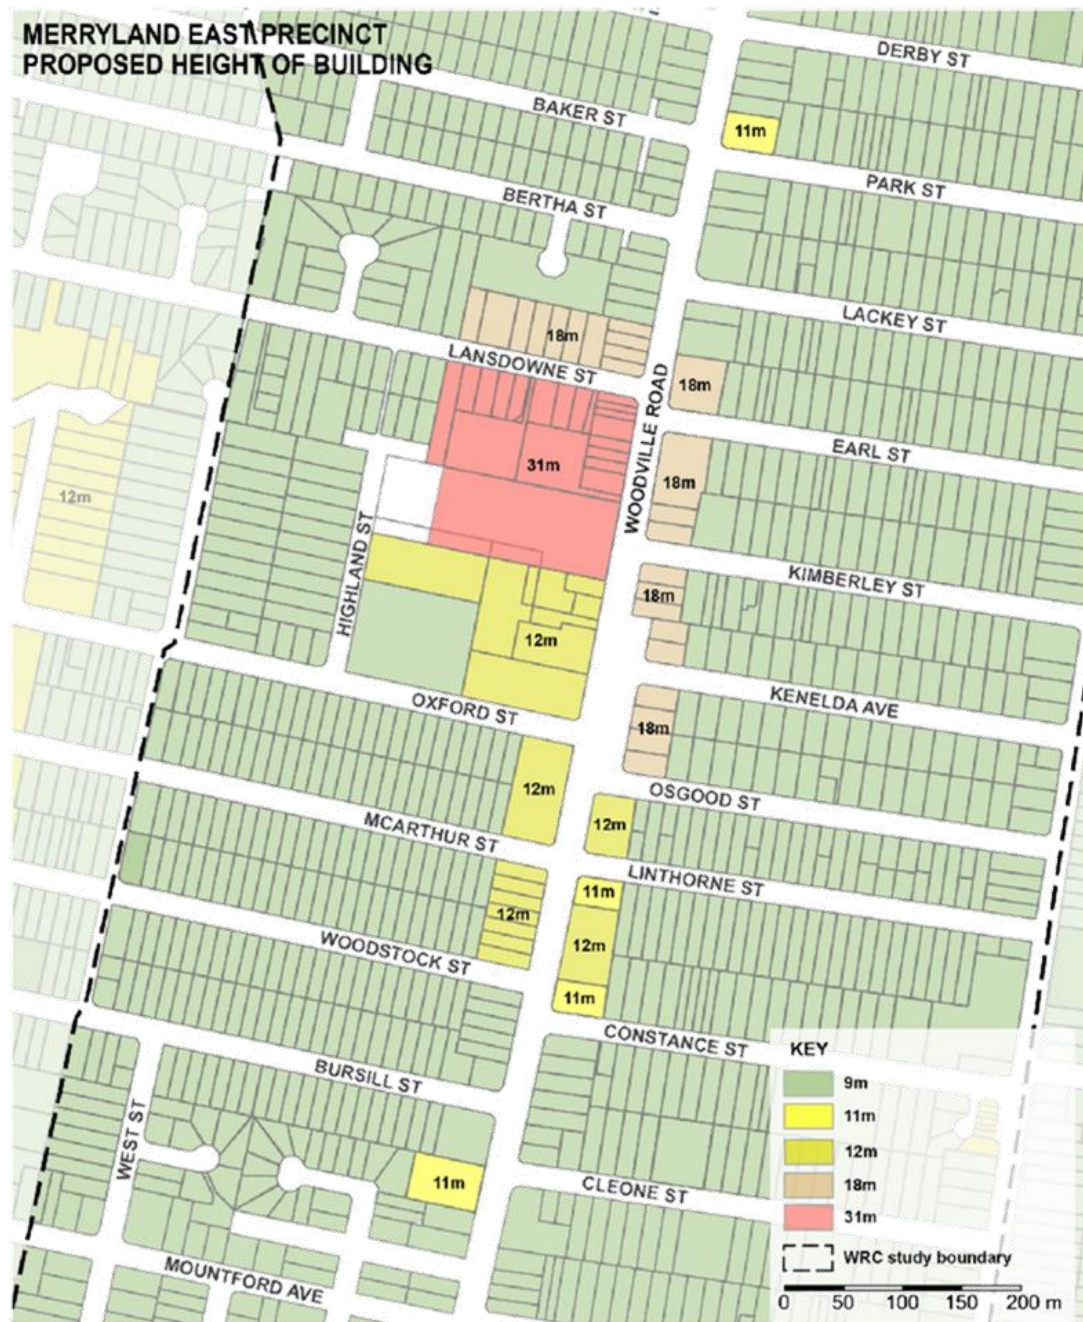 MERRYLAND EAST PRECINCT
PROPOSED HEIGHT OF BUILDING
DERBY ST
BAKER ST
11m
PARK ST
BERTHA ST
LACKEY ST
18m
LANSDOWNE ST
18m
WOODVILLE ROAD
EARL ST
31m
18m
12m
HIGHLAND ST
KIMBERLEY ST
18m
12m
KENELDA AVE
OXFORD ST
18m
12m
OSGOOD ST
12m
MCARTHUR ST
LINTHORNE ST
11m
12m
12m
WOODSTOCK ST
11m
CONSTANCE ST
BURSILL ST
WEST ST
11m
CLEONE ST
MOUNTFORD AVE
KEY
9m
11m
12m
18m
31m
WRC study boundary
0 50 100 150 200 m